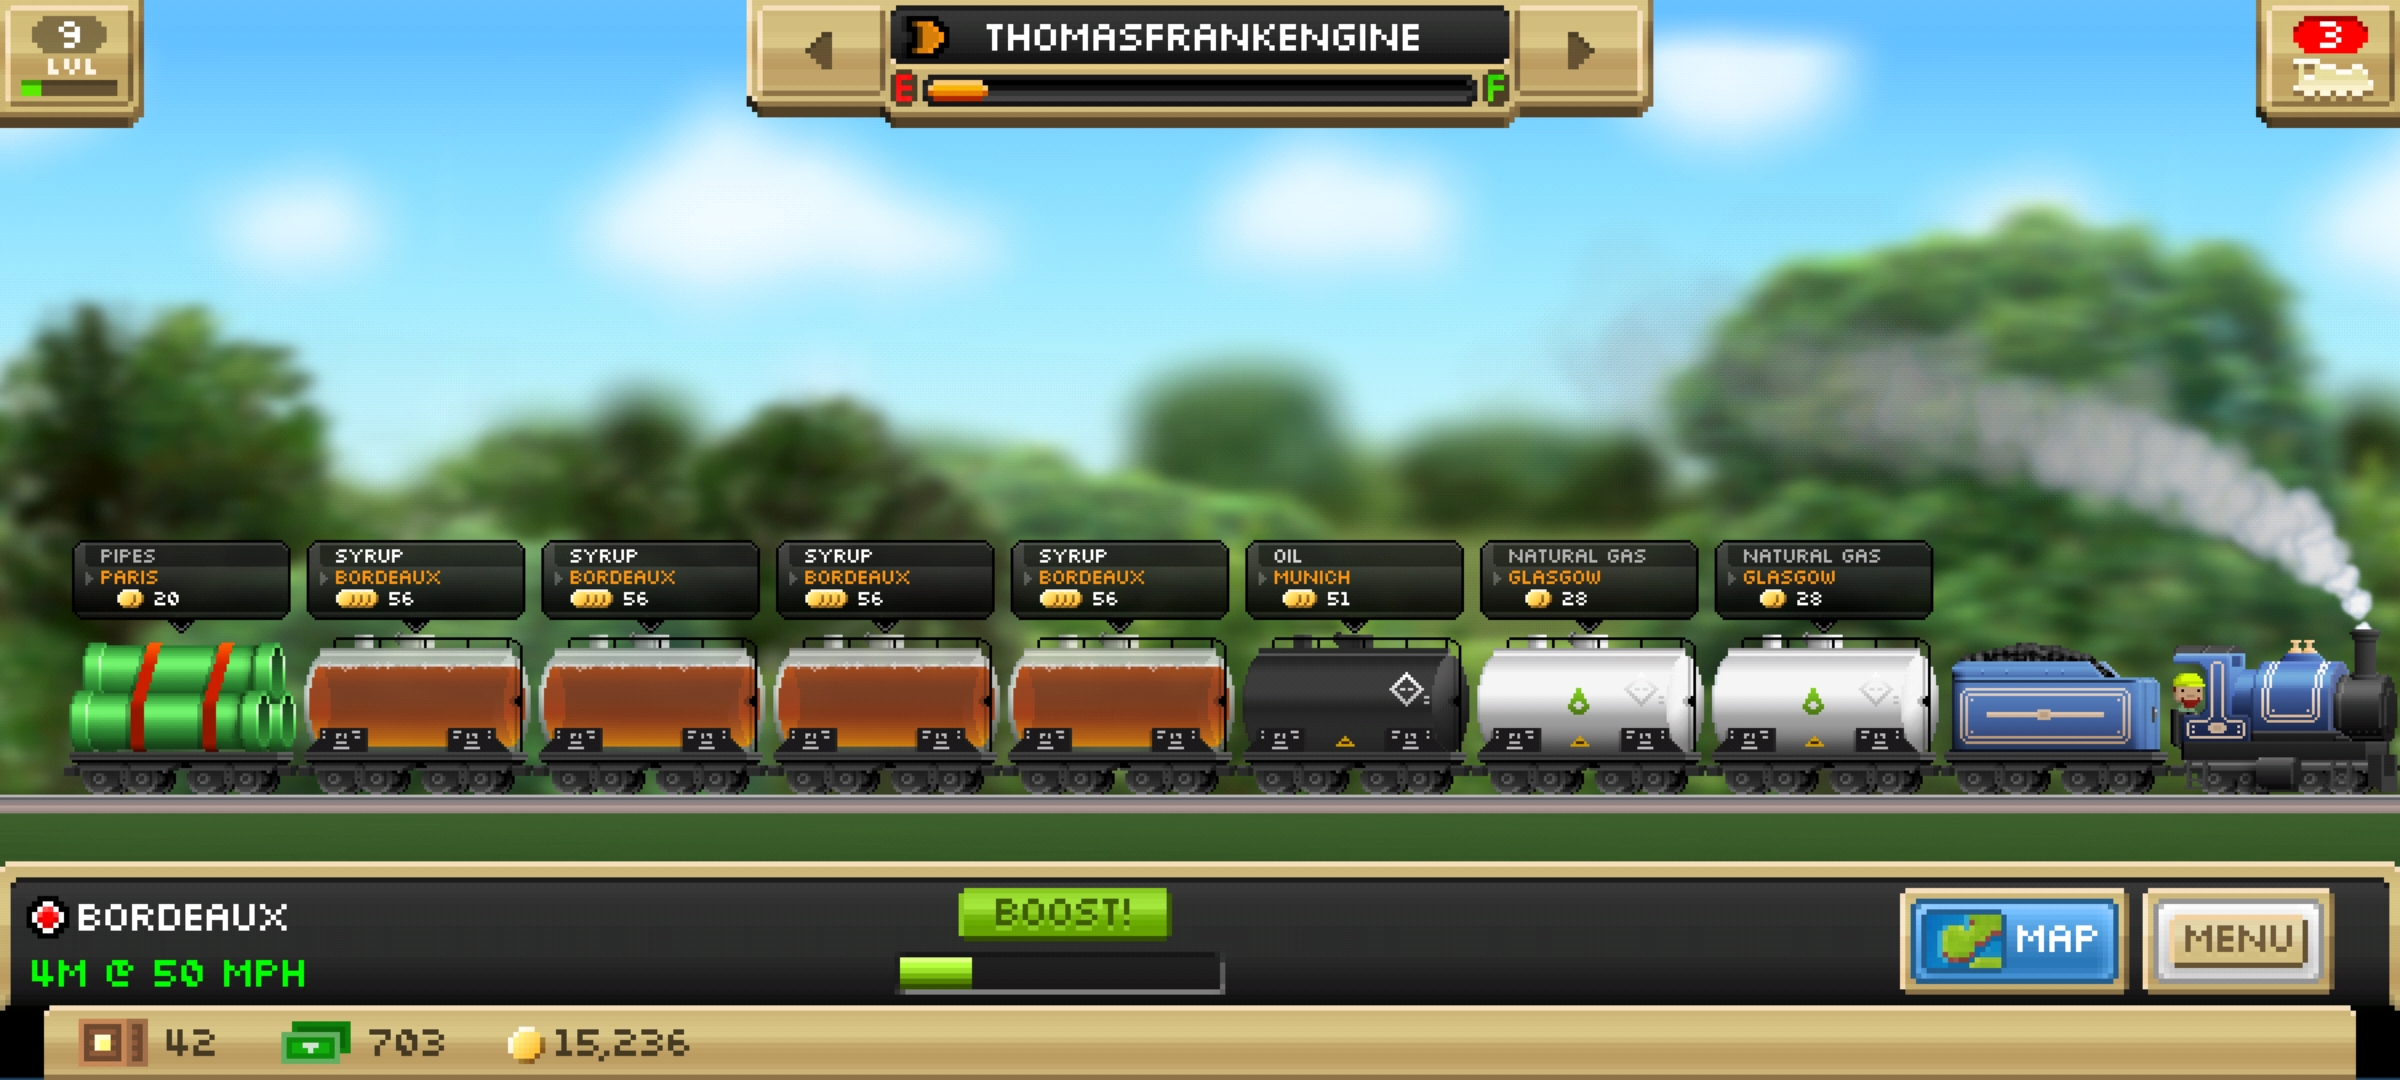 9
LVL
THOMASFRANKENGINE
E F
3
PIPES
PARIS
20
SYRUP
BORDEAUX
56
SYRUP
BORDEAUX
56
SYRUP
BORDEAUX
56
SYRUP
BORDEAUX
56
OIL
MUNICH
51
NATURAL GAS
GLASGOW
28
NATURAL GAS
GLASGOW
28
BORDEAUX
4M @ 50 MPH
BOOST!
MAP
MENU
42
703
15,236